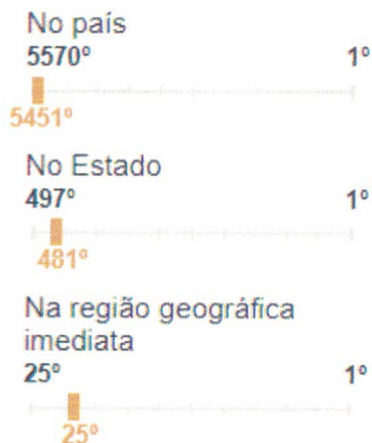 No país
5570º 1º
5451º
No Estado
497º 1º
481º
Na região geográfica
imediata
25º 1º
25º